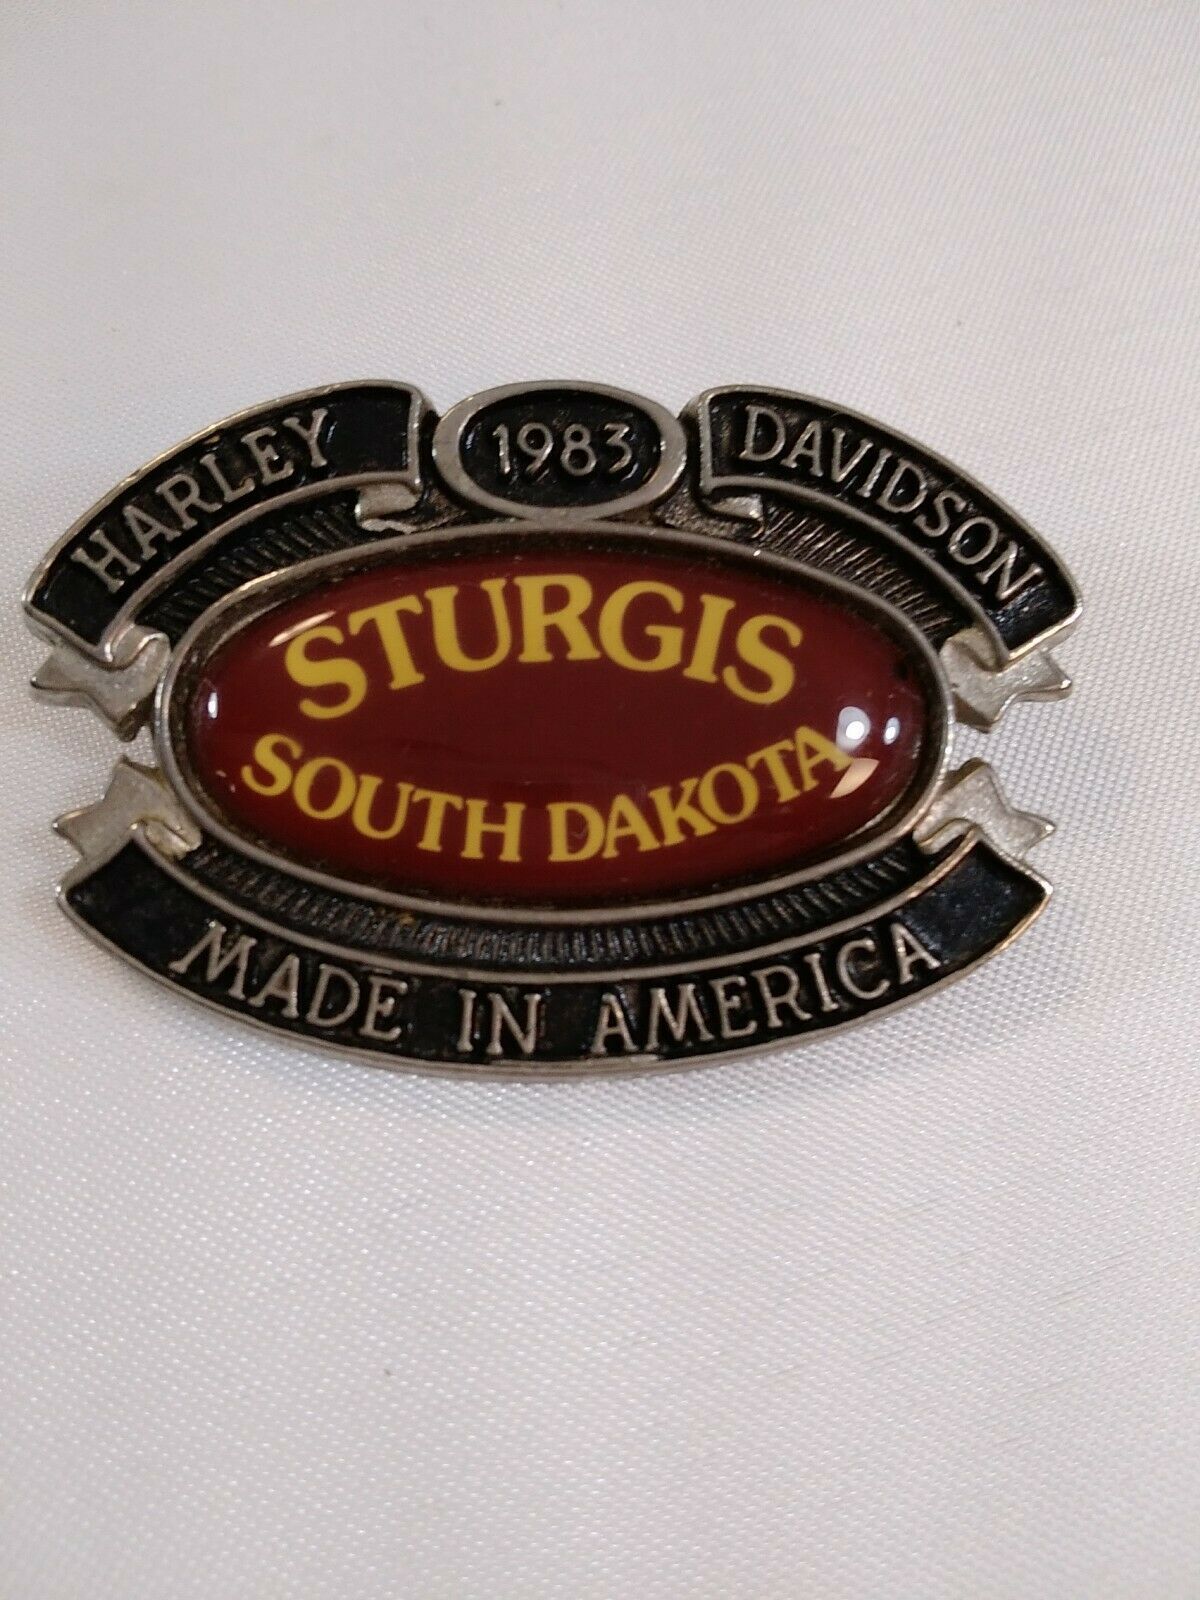 HARLEY 1983 DAVIDSON
STURGIS
SOUTH DAKOTA
MADE IN AMERICA